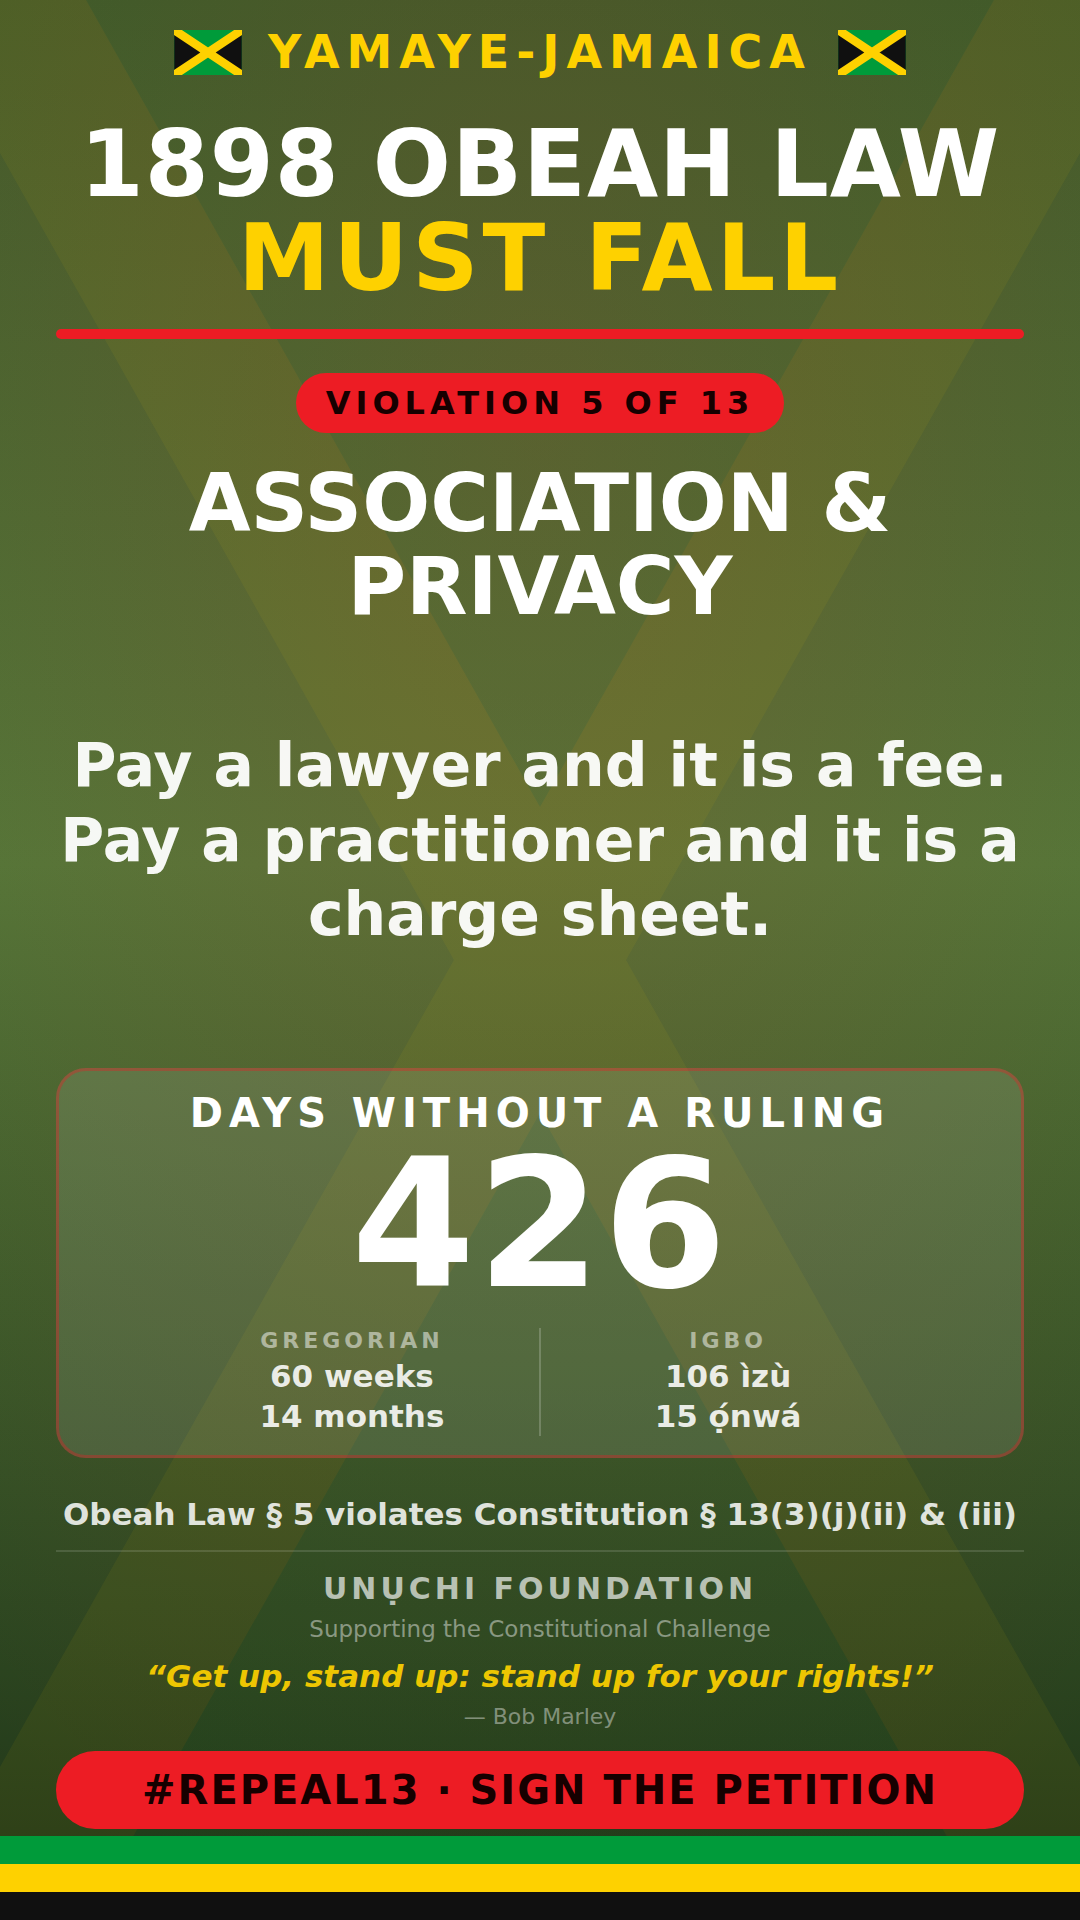 YAMAYE-JAMAICA
1898 OBEAH LAW
MUST FALL
VIOLATION 5 OF 13
ASSOCIATION &
PRIVACY
Pay a lawyer and it is a fee.
Pay a practitioner and it is a
charge sheet.
DAYS WITHOUT A RULING
426
GREGORIAN
60 weeks
14 months
IGBO
106 ìzù
15 ọ́nwá
Obeah Law § 5 violates Constitution § 13(3)(j)(ii) & (iii)
UNỤCHI FOUNDATION
Supporting the Constitutional Challenge
“Get up, stand up: stand up for your rights!”
— Bob Marley
#REPEAL13 · SIGN THE PETITION